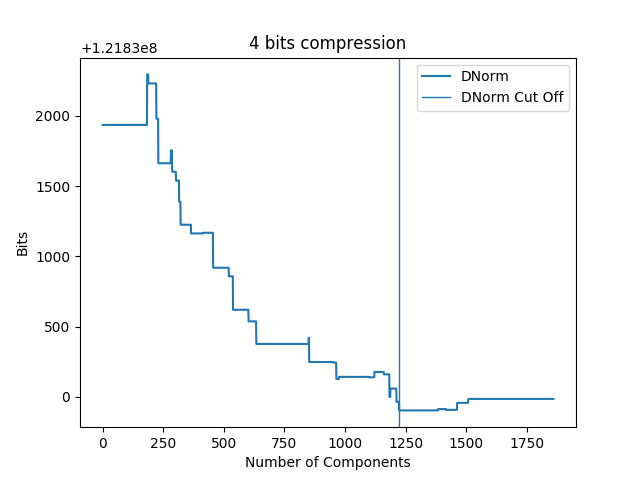 4 bits compression
+1.2183e8
DNorm
DNorm Cut Off
2000
1500
1000
500
0
Bits
0 250 500 750 1000 1250 1500 1750
Number of Components